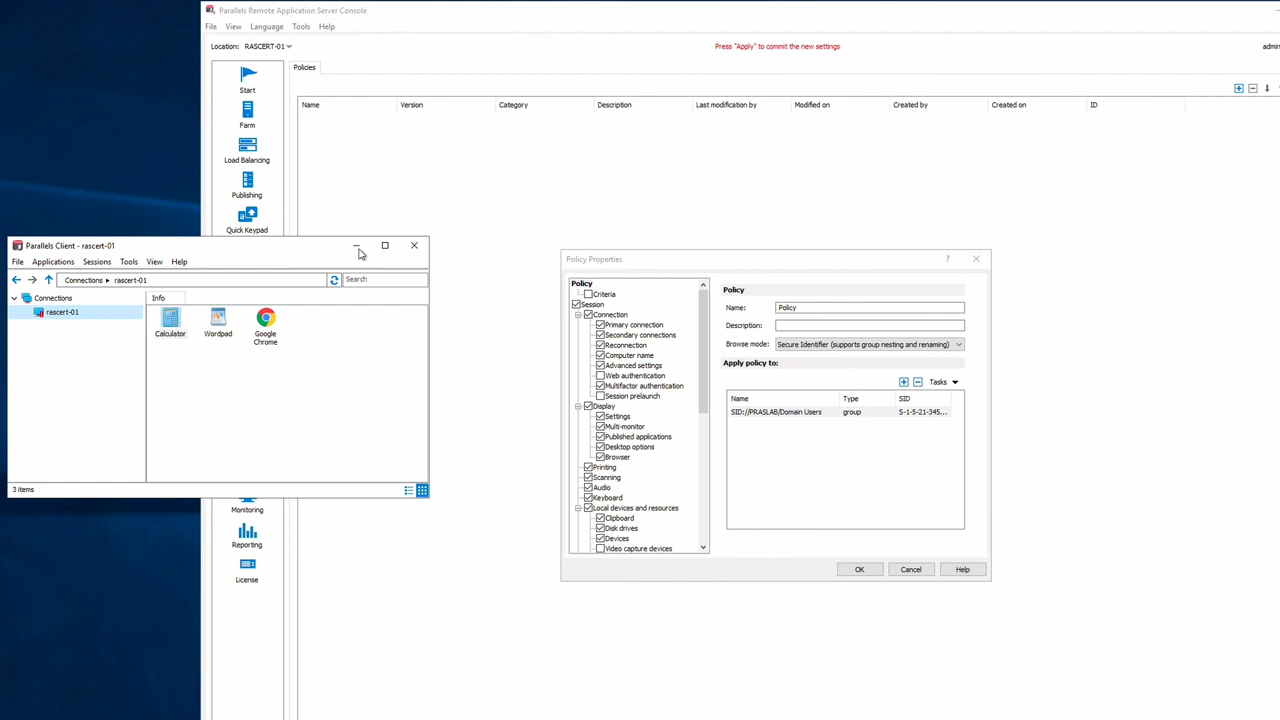 Parallels Remote Application Server Console
File View Language Tools Help
Location: RASCERT-01
Press "Apply" to commit the new settings
Start
Farm
Load Balancing
Publishing
Quick Keypad
Monitoring
Reporting
License
Policies
Name Version Category Description Last modification by Modified on Created by Created on ID
Parallels Client - rascert-01
File Applications Sessions Tools View Help
Connections ▸ rascert-01
Search
Connections
rascert-01
Info
Calculator
Wordpad
Google
Chrome
3 items
Policy Properties
?
Policy
Criteria
Session
Connection
Primary connection
Secondary connections
Reconnection
Computer name
Advanced settings
Web authentication
Multifactor authentication
Session prelaunch
Display
Settings
Multi-monitor
Published applications
Desktop options
Browser
Printing
Scanning
Audio
Keyboard
Local devices and resources
Clipboard
Disk drives
Devices
Video capture devices
Policy
Name: Policy
Description:
Browse mode: Secure Identifier (supports group nesting and renaming)
Apply policy to:
Tasks
Name Type SID
SID://PRASLAB/Domain Users group S-1-5-21-345...
OK Cancel Help